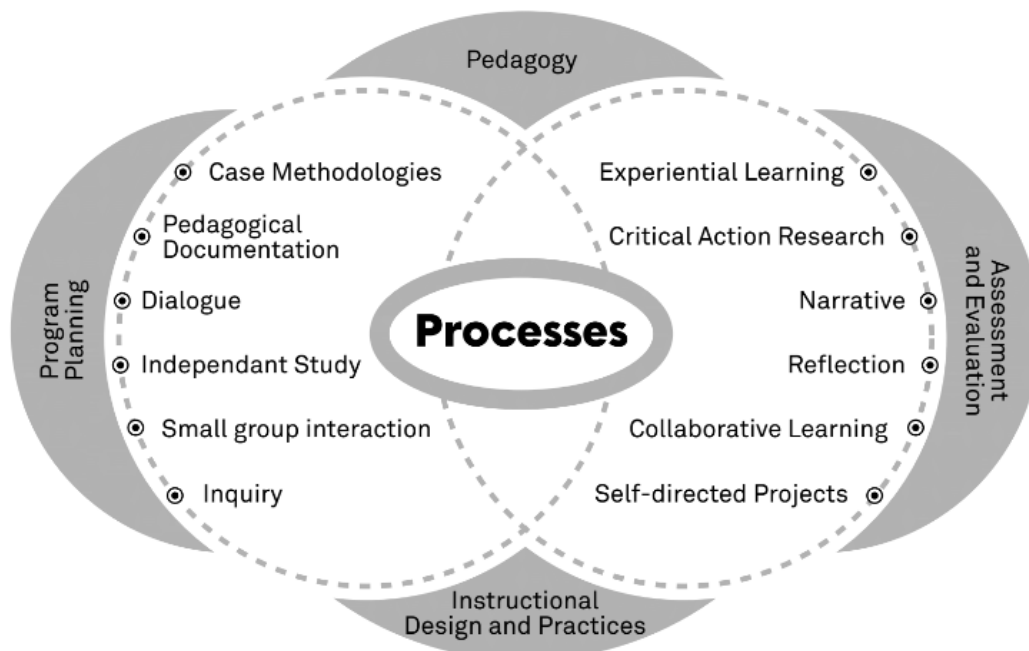 Pedagogy
Program
Planning
Case Methodologies
Pedagogical
Documentation
Dialogue
Independant Study
Small group interaction
Inquiry
Processes
Experiential Learning
Critical Action Research
Narrative
Reflection
Collaborative Learning
Self-directed Projects
Assessment
and Evaluation
Instructional
Design and Practices